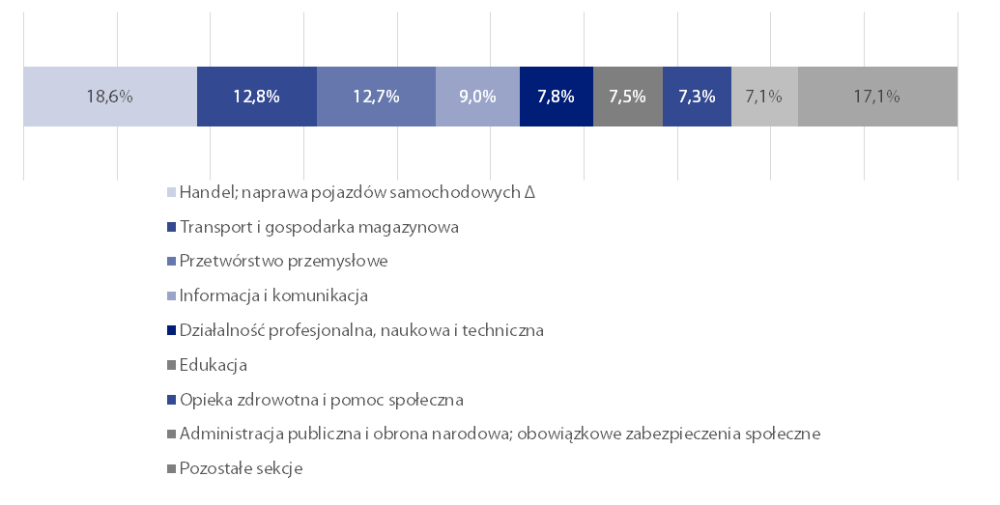 18,6% 12,8% 12,7% 9,0% 7,8% 7,5% 7,3% 7,1% 17,1%
Handel; naprawa pojazdów samochodowych Δ
Transport i gospodarka magazynowa
Przetwórstwo przemysłowe
Informacja i komunikacja
Działalność profesjonalna, naukowa i techniczna
Edukacja
Opieka zdrowotna i pomoc społeczna
Administracja publiczna i obrona narodowa; obowiązkowe zabezpieczenia społeczne
Pozostałe sekcje